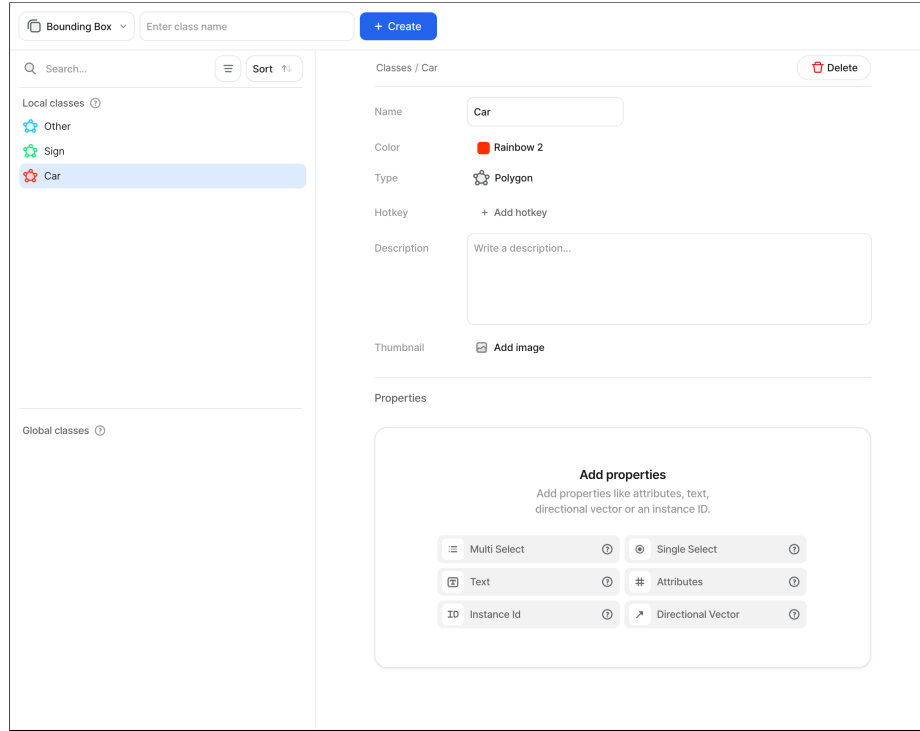 Bounding Box
Enter class name
+ Create
Search...
Sort
Classes / Car
Delete
Local classes
Other
Sign
Car
Name
Car
Color
Rainbow 2
Type
Polygon
Hotkey
+ Add hotkey
Description
Write a description...
Thumbnail
Add image
Global classes
Properties
Add properties
Add properties like attributes, text,
directional vector or an instance ID.
Multi Select
Single Select
Text
Attributes
ID Instance Id
Directional Vector